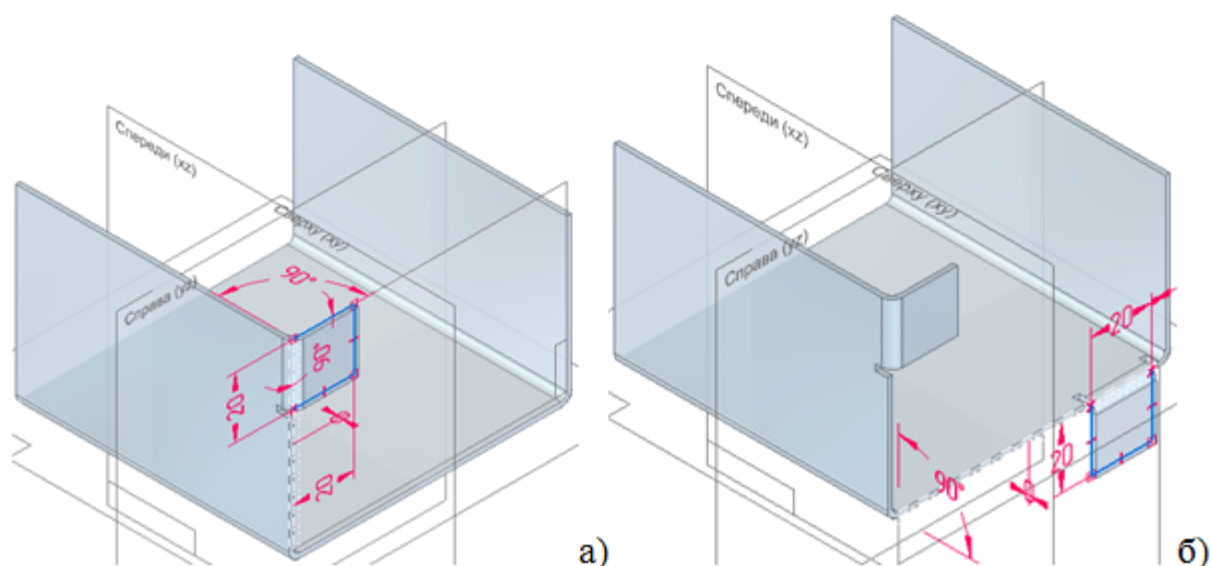 Спереди (xz)
Сверху (xy)
Справа (yz)
90°
90°
20
20
0
а)
Спереди (xz)
Сверху (xy)
Справа (yz)
20
20
90°
0
б)